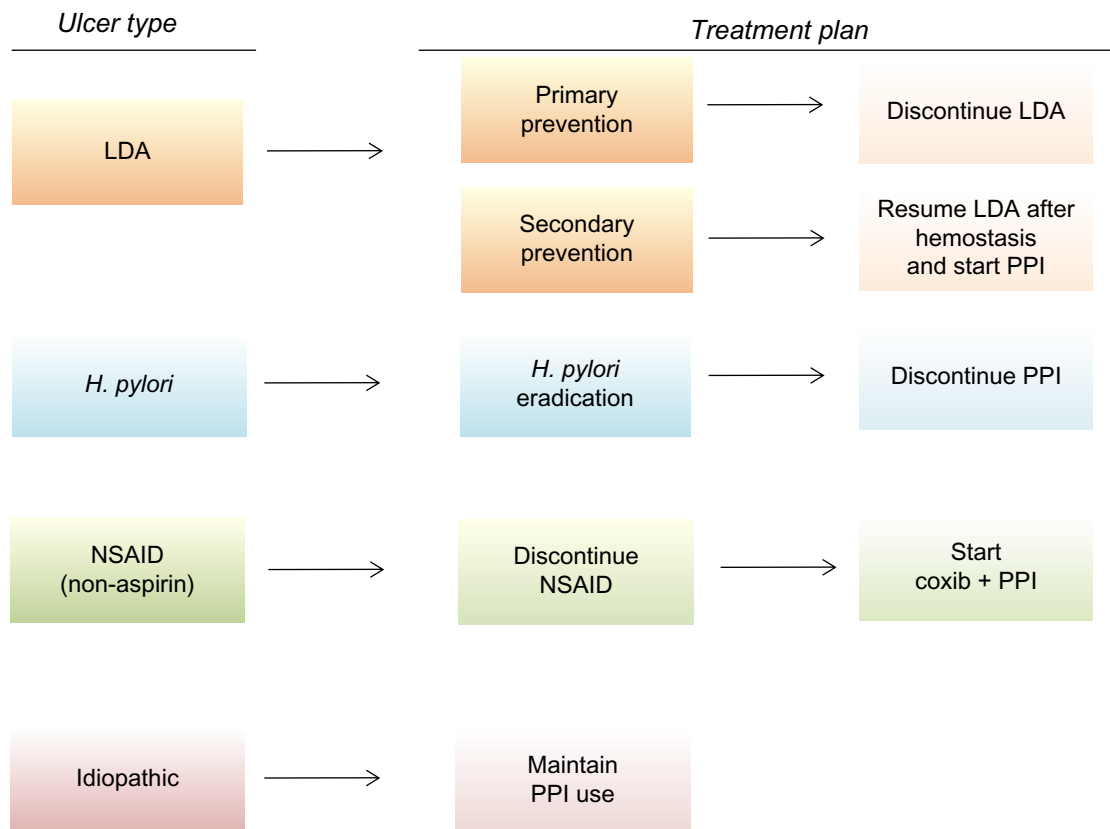 Ulcer type
Treatment plan
LDA
Primary
prevention
Discontinue LDA
Secondary
prevention
Resume LDA after
hemostasis
and start PPI
H. pylori
H. pylori
eradication
Discontinue PPI
NSAID
(non-aspirin)
Discontinue
NSAID
Start
coxib + PPI
Idiopathic
Maintain
PPI use